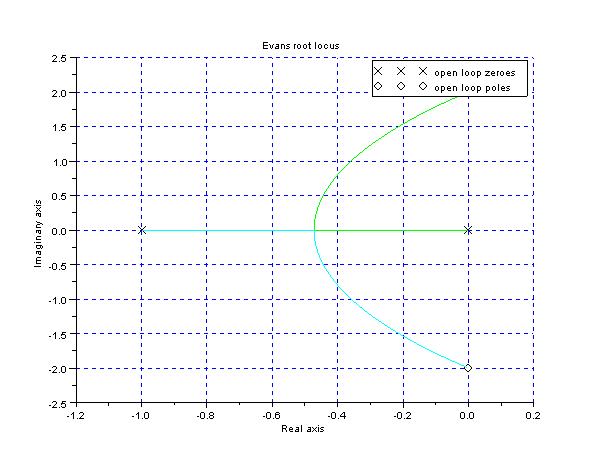 Evans root locus
open loop zeroes
open loop poles
2.5
2.0
1.5
1.0
0.5
0.0
-0.5
-1.0
-1.5
-2.0
-2.5
Imaginary axis
-1.2 -1.0 -0.8 -0.6 -0.4 -0.2 0.0 0.2
Real axis